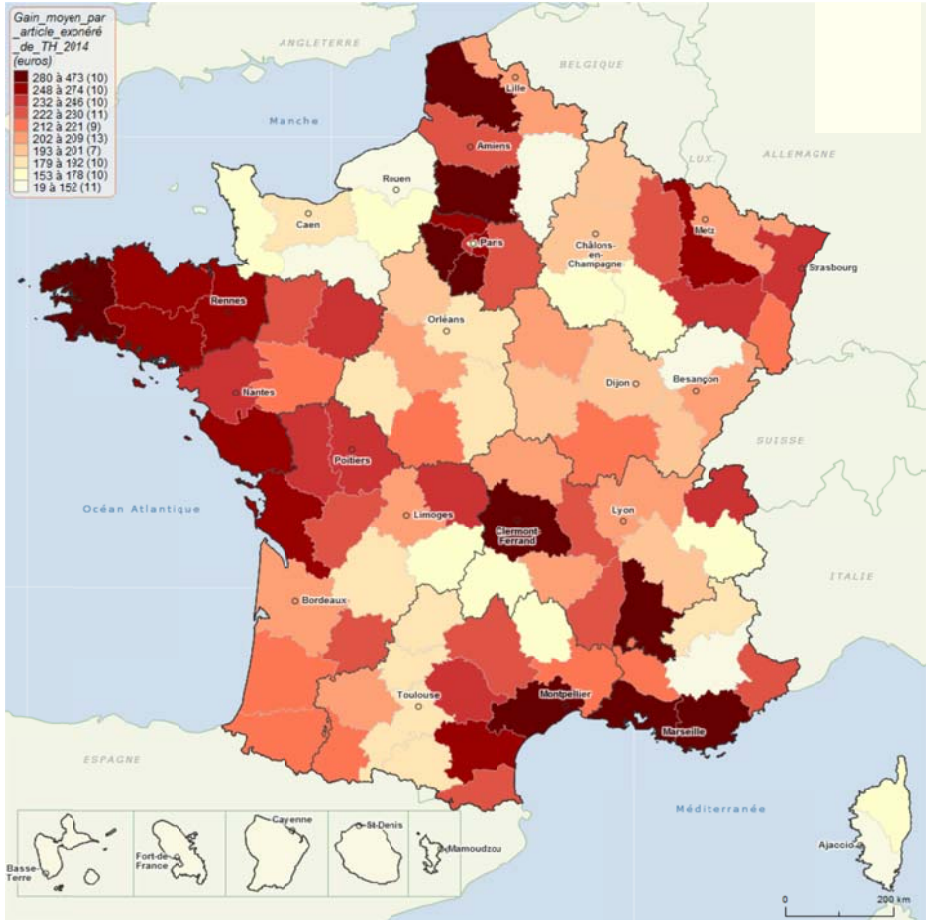 Gain_moyen_par
_article_exonéré
_de_TH_2014
(euros)
280 à 473 (10)
248 à 274 (10)
232 à 246 (10)
222 à 230 (11)
212 à 221 (9)
202 à 209 (13)
193 à 201 (7)
179 à 192 (10)
153 à 178 (10)
19 à 152 (11)
ANGLETERRE
BELGIQUE
Lille
Manche
Amiens
LUX.
ALLEMAGNE
Rouen
Caen
Paris
Metz
Châlons-
en-
Champagne
Strasbourg
Rennes
Orléans
Dijon
Besançon
Nantes
SUISSE
Poitiers
Océan Atlantique
Limoges
Clermont-
Ferrand
Lyon
ITALIE
Bordeaux
Toulouse
Montpellier
Marseille
ESPAGNE
Méditerranée
Basse-
Terre
Fort-de-
France
Cayenne
St-Denis
Mamoudzou
Ajaccio
0 200 km